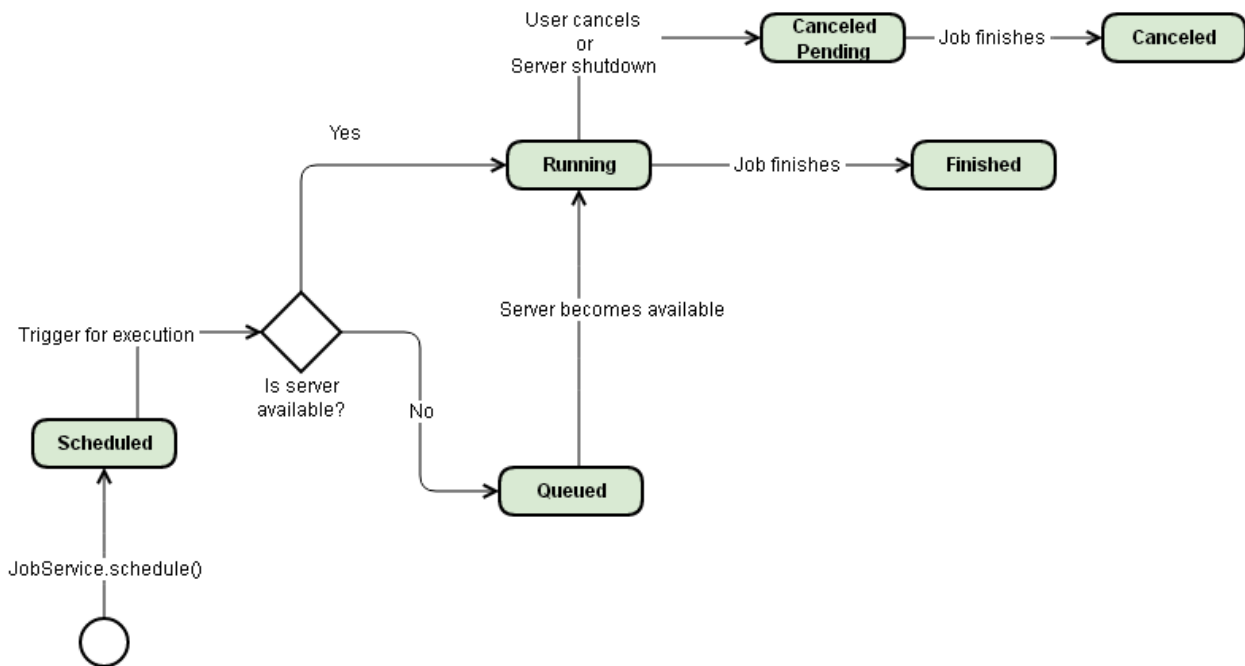 User cancels
or
Server shutdown
Canceled
Pending
Job finishes
Canceled
Yes
Running
Job finishes
Finished
Server becomes available
Trigger for execution
Is server
available?
No
Scheduled
Queued
JobService.schedule()